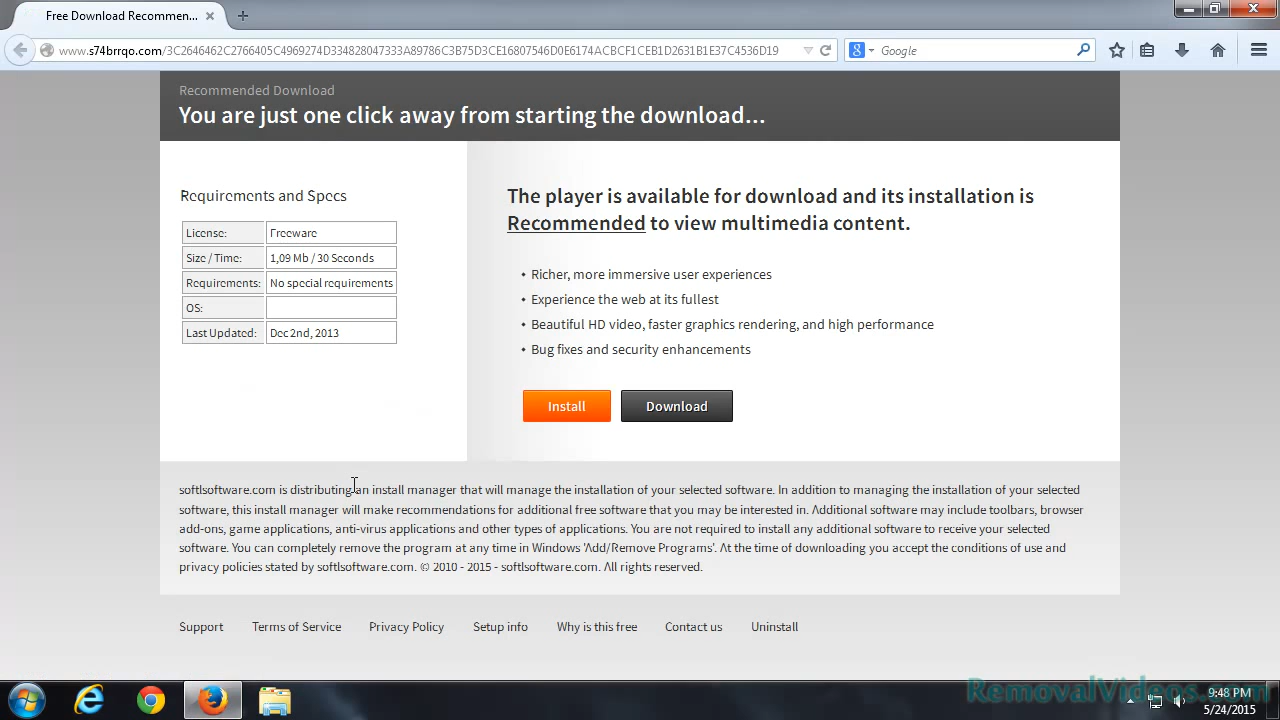 Free Download Recommen...
www.s74brrqo.com/3C2646462C2766405C4969274D334828047333A89786C3B75D3CE16807546D0E6174ACBCF1CEB1D2631B1E37C4536D19
Google
Recommended Download
You are just one click away from starting the download...
Requirements and Specs
License: Freeware
Size / Time: 1,09 Mb / 30 Seconds
Requirements: No special requirements
OS:
Last Updated: Dec 2nd, 2013
The player is available for download and its installation is
Recommended to view multimedia content.
• Richer, more immersive user experiences
• Experience the web at its fullest
• Beautiful HD video, faster graphics rendering, and high performance
• Bug fixes and security enhancements
Install
Download
softlsoftware.com is distributing an install manager that will manage the installation of your selected software. In addition to managing the installation of your selected
software, this install manager will make recommendations for additional free software that you may be interested in. Additional software may include toolbars, browser
add-ons, game applications, anti-virus applications and other types of applications. You are not required to install any additional software to receive your selected
software. You can completely remove the program at any time in Windows 'Add/Remove Programs'. At the time of downloading you accept the conditions of use and
privacy policies stated by softlsoftware.com. © 2010 - 2015 - softlsoftware.com. All rights reserved.
Support Terms of Service Privacy Policy Setup info Why is this free Contact us Uninstall
RemovalVideos.com
9:48 PM
5/24/2015